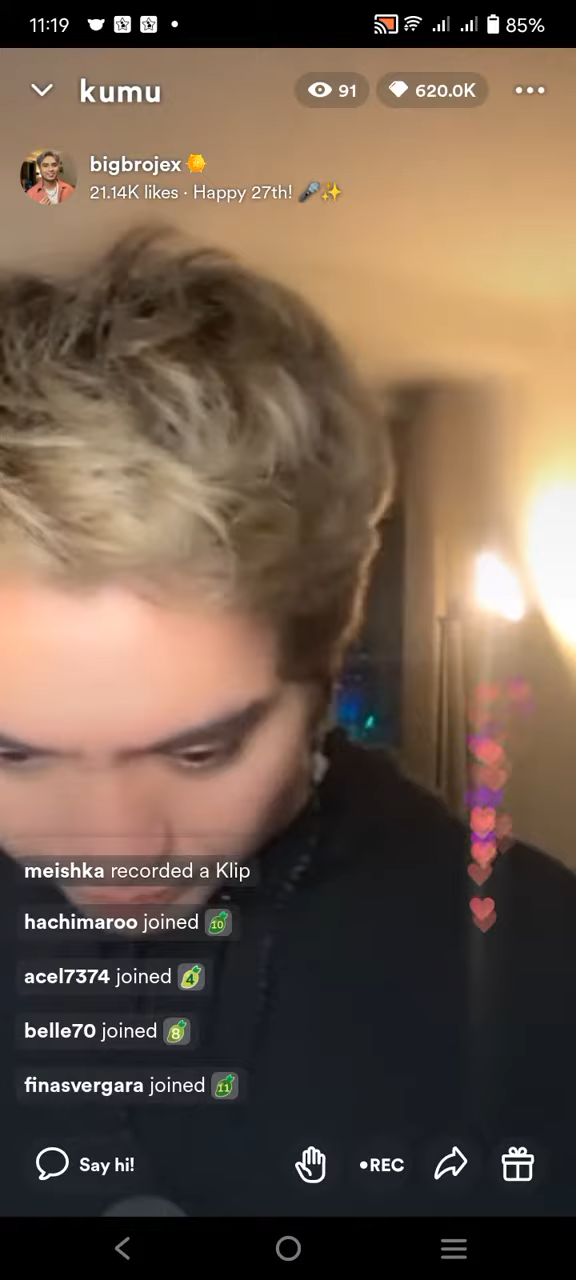 11:19
85%
kumu
91
620.0K
bigbrojex
21.14K likes · Happy 27th! 🎤✨
meishka recorded a Klip
hachimaroo joined 10
acel7374 joined 4
belle70 joined 8
finasvergara joined 11
Say hi!
•REC